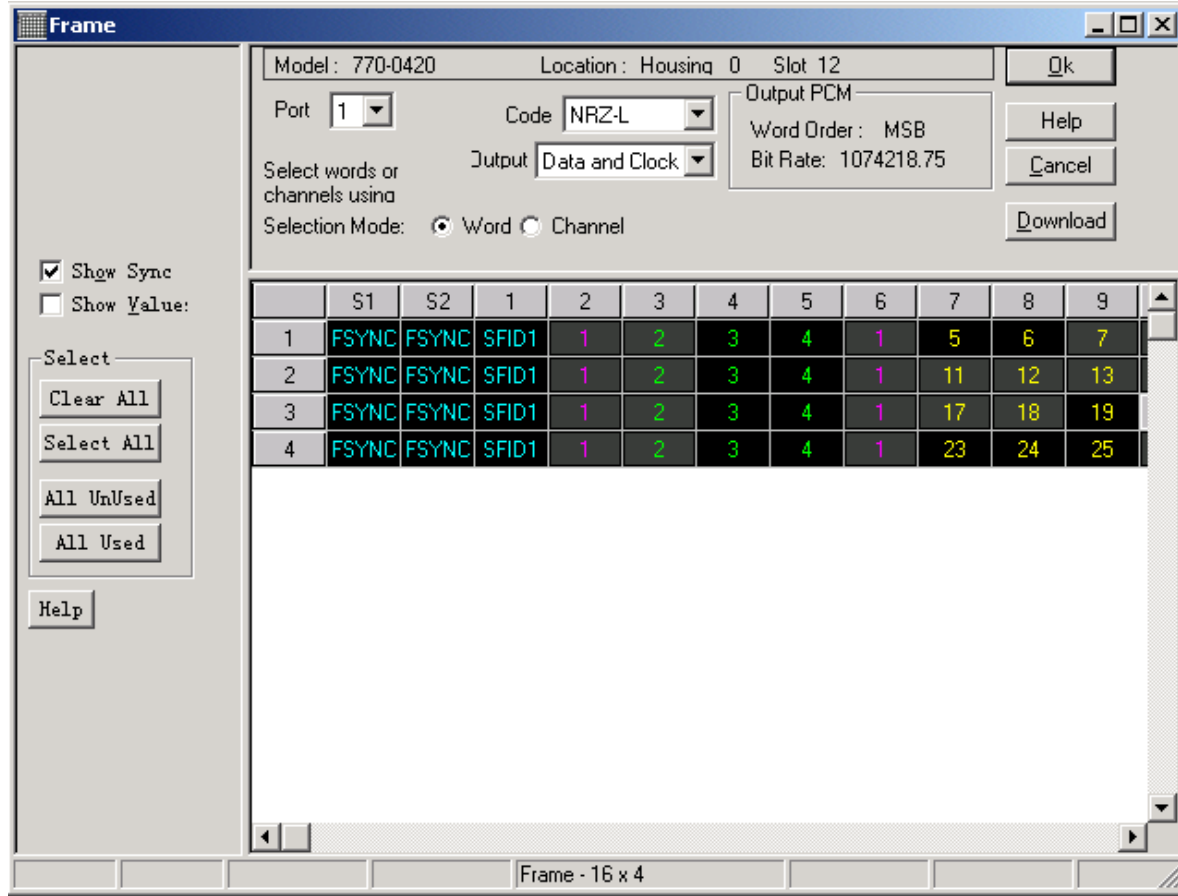 Frame
Model : 770-0420 Location : Housing 0 Slot 12
Ok
Port 1
Code NRZ-L
Output PCM
Word Order : MSB
Bit Rate: 1074218.75
Help
Cancel
Select words or
channels using
Output Data and Clock
Selection Mode: Word Channel
Download
Show Sync
Show Value:
Select
Clear All
Select All
All UnUsed
All Used
Help
S1 S2 1 2 3 4 5 6 7 8 9
1 FSYNC FSYNC SFID1 1 2 3 4 1 5 6 7
2 FSYNC FSYNC SFID1 1 2 3 4 1 11 12 13
3 FSYNC FSYNC SFID1 1 2 3 4 1 17 18 19
4 FSYNC FSYNC SFID1 1 2 3 4 1 23 24 25
Frame - 16 x 4